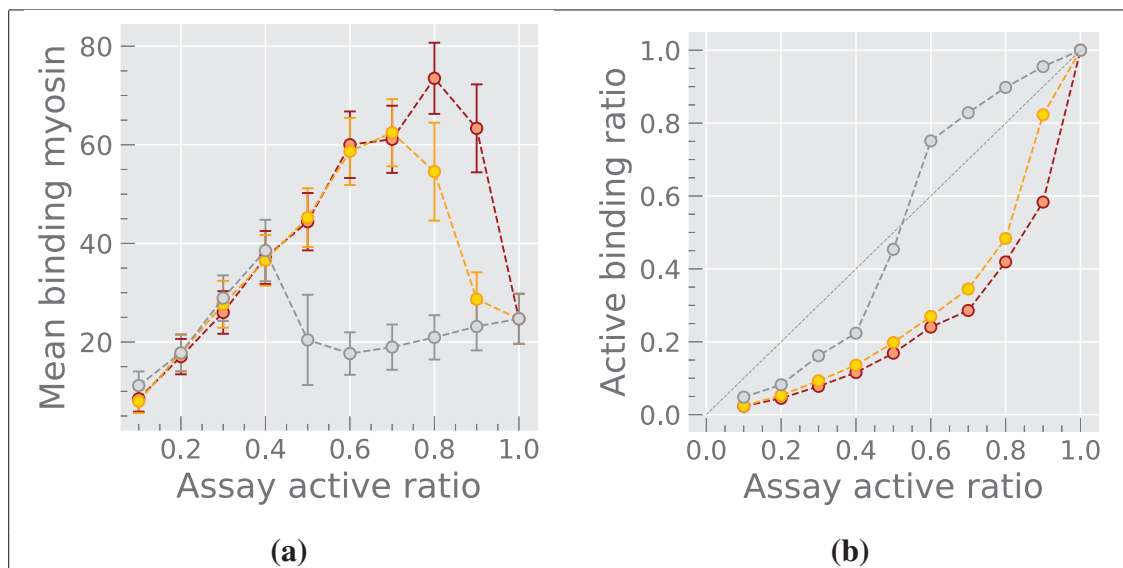 Mean binding myosin
80
60
40
20
0.2 0.4 0.6 0.8 1.0
Assay active ratio
(a)
Active binding ratio
1.0
0.8
0.6
0.4
0.2
0.0
0.0 0.2 0.4 0.6 0.8 1.0
Assay active ratio
(b)